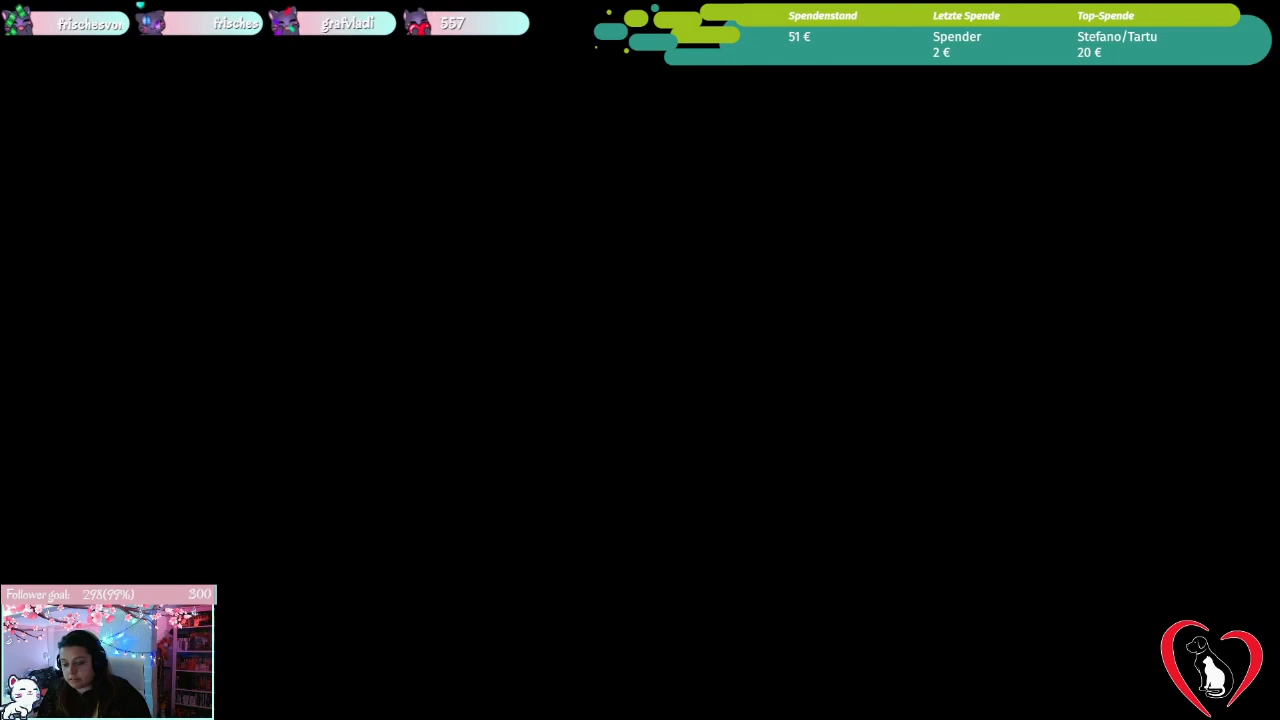 frisches
grafvladi
557
Spendenstand
Letzte Spende
Top-Spende
51 €
Spender
Stefano/Tartu
2 €
20 €
Follower goal: 298(99%) 300